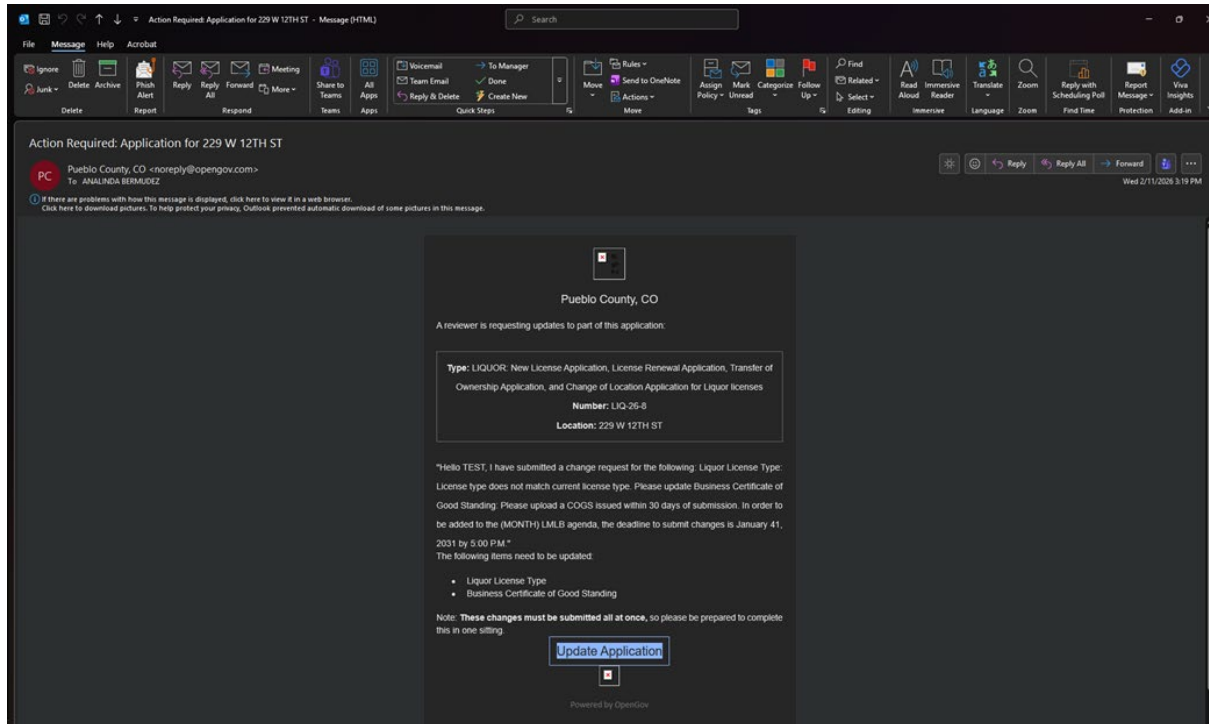 Action Required: Application for 229 W 12TH ST - Message (HTML)
Search
File Message Help Acrobat
Ignore
Junk
Delete
Archive
Phish Alert
Reply
Reply All
Forward
Meeting
More
Share to Teams
All Apps
Voicemail
To Manager
Team Email
Done
Reply & Delete
Create New
Move
Rules
Send to OneNote
Actions
Assign Policy
Mark Unread
Categorize
Follow Up
Find
Related
Select
Read Aloud
Immersive Reader
Translate
Zoom
Reply with Scheduling Poll
Report Message
Viva Insights
Delete Report Respond Teams Apps Quick Steps Move Tags Editing Immersive Language Zoom Find Time Protection Add-in
Action Required: Application for 229 W 12TH ST
PC
Pueblo County, CO <noreply@opengov.com>
To ANALINDA BERMUDEZ
Reply Reply All Forward
Wed 2/11/2026 3:19 PM
If there are problems with how this message is displayed, click here to view it in a web browser.
Click here to download pictures. To help protect your privacy, Outlook prevented automatic download of some pictures in this message.
Pueblo County, CO
A reviewer is requesting updates to part of this application:
Type: LIQUOR: New License Application, License Renewal Application, Transfer of
Ownership Application, and Change of Location Application for Liquor licenses
Number: LIQ-26-8
Location: 229 W 12TH ST
"Hello TEST, I have submitted a change request for the following: Liquor License Type:
License type does not match current license type. Please update Business Certificate of
Good Standing: Please upload a COGS issued within 30 days of submission. In order to
be added to the (MONTH) LMLB agenda, the deadline to submit changes is January 41,
2031 by 5:00 P.M."
The following items need to be updated:
• Liquor License Type
• Business Certificate of Good Standing
Note: These changes must be submitted all at once, so please be prepared to complete
this in one sitting.
Update Application
Powered by OpenGov